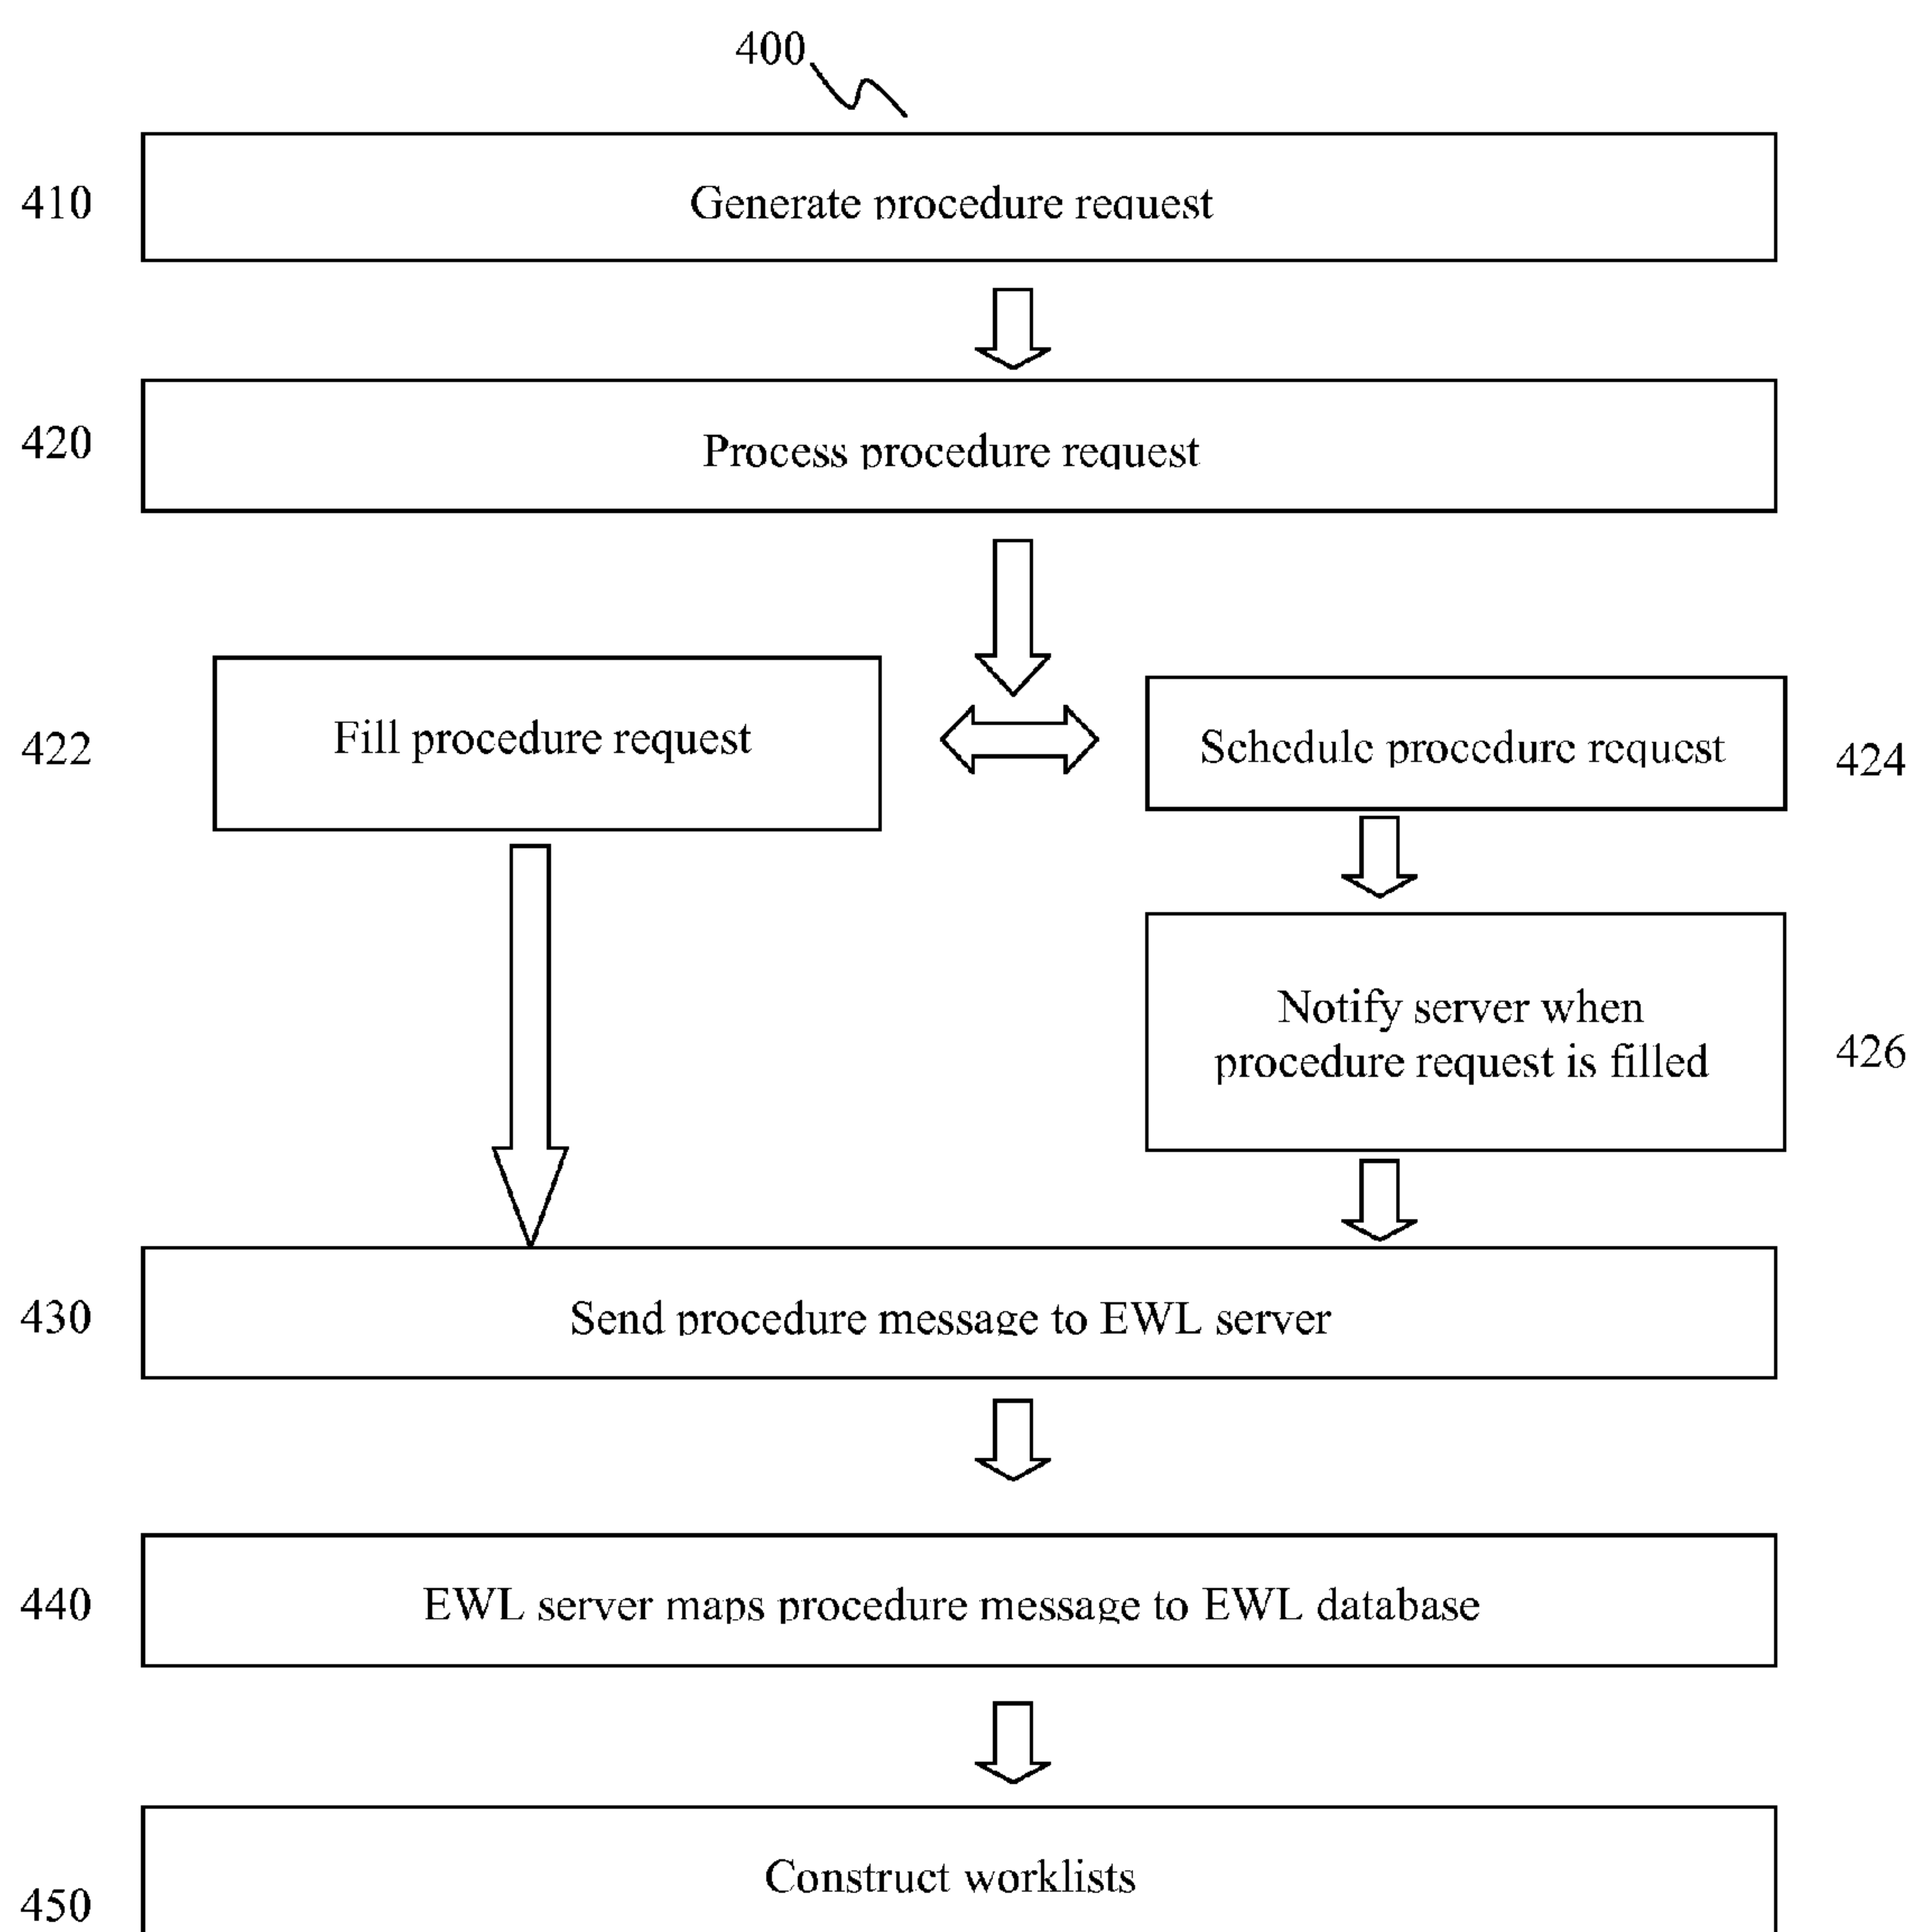 400
410
Generate procedure request
420
Process procedure request
422
Fill procedure request
Schedule procedure request
424
Notify server when
procedure request is filled
426
430
Send procedure message to EWL server
440
EWL server maps procedure message to EWL database
450
Construct worklists